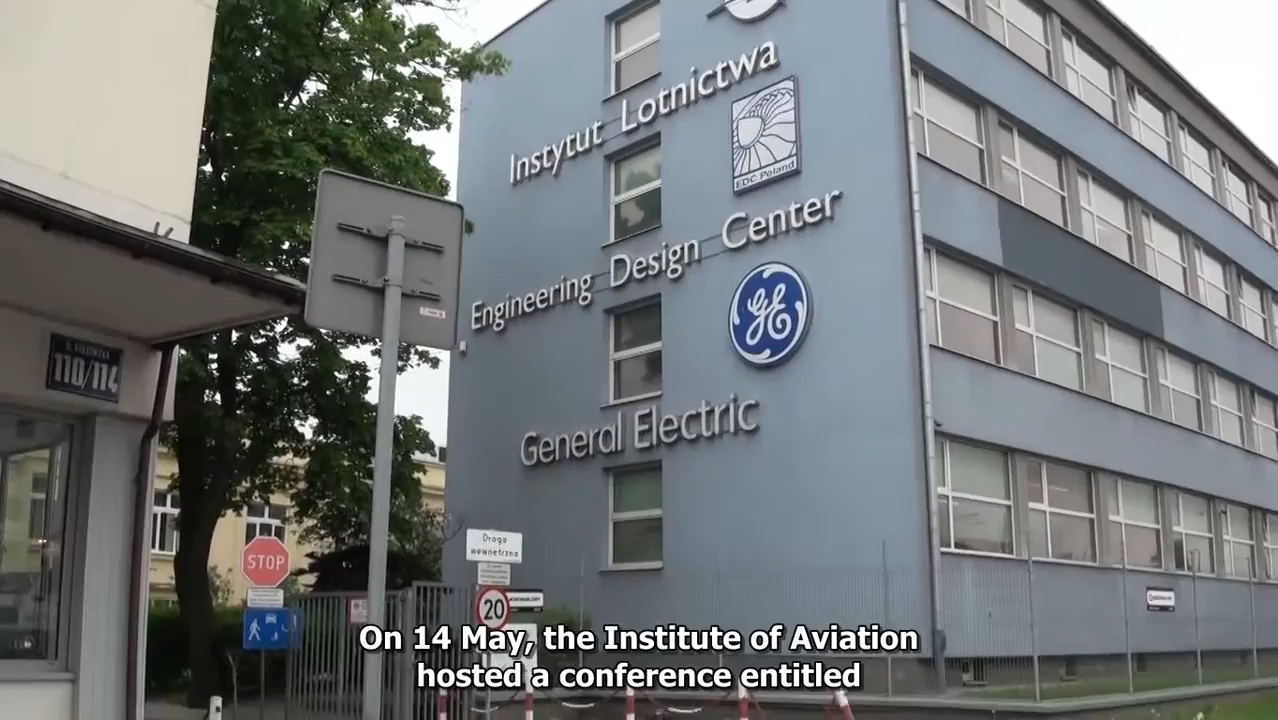 Instytut Lotnictwa
EDC Poland
Engineering Design Center
GE
General Electric
110/114
STOP
Droga
wewnętrzna
20
On 14 May, the Institute of Aviation
hosted a conference entitled